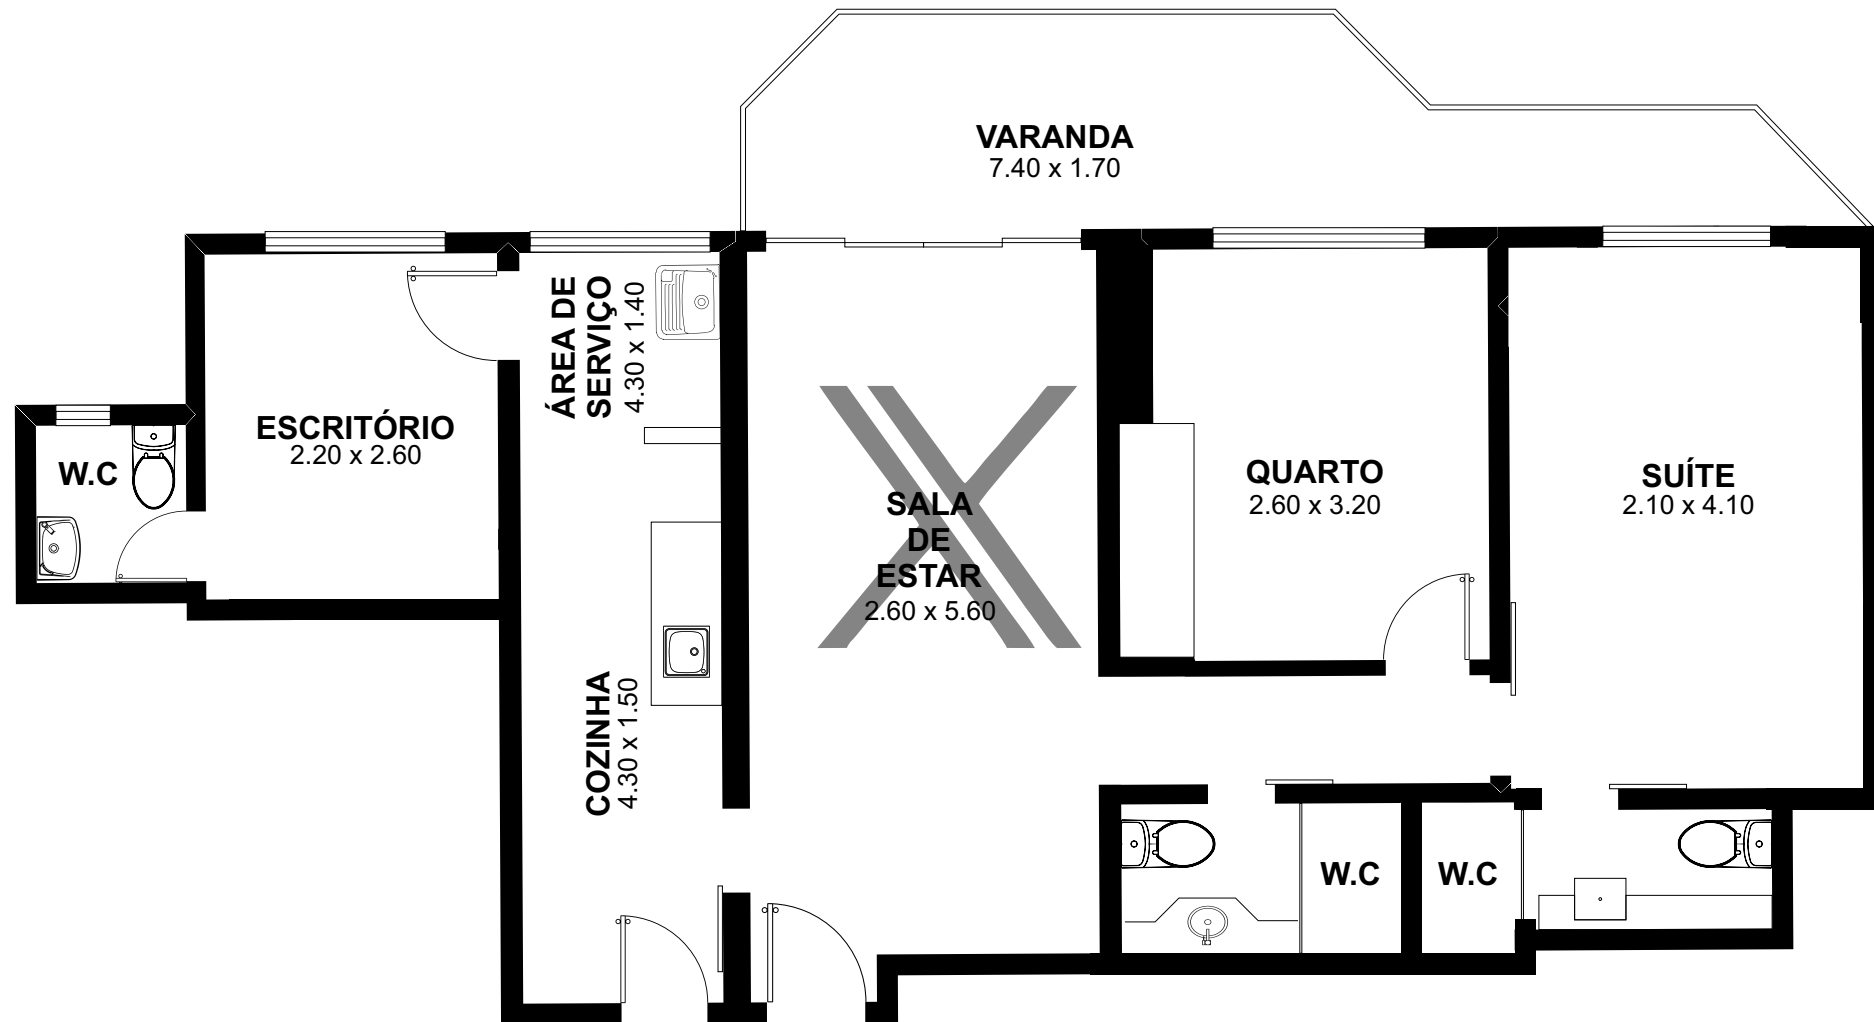 VARANDA
7.40 x 1.70
ÁREA DE
SERVIÇO
4.30 x 1.40
ESCRITÓRIO
2.20 x 2.60
W.C
SALA
DE
ESTAR
2.60 x 5.60
QUARTO
2.60 x 3.20
SUÍTE
2.10 x 4.10
COZINHA
4.30 x 1.50
W.C
W.C